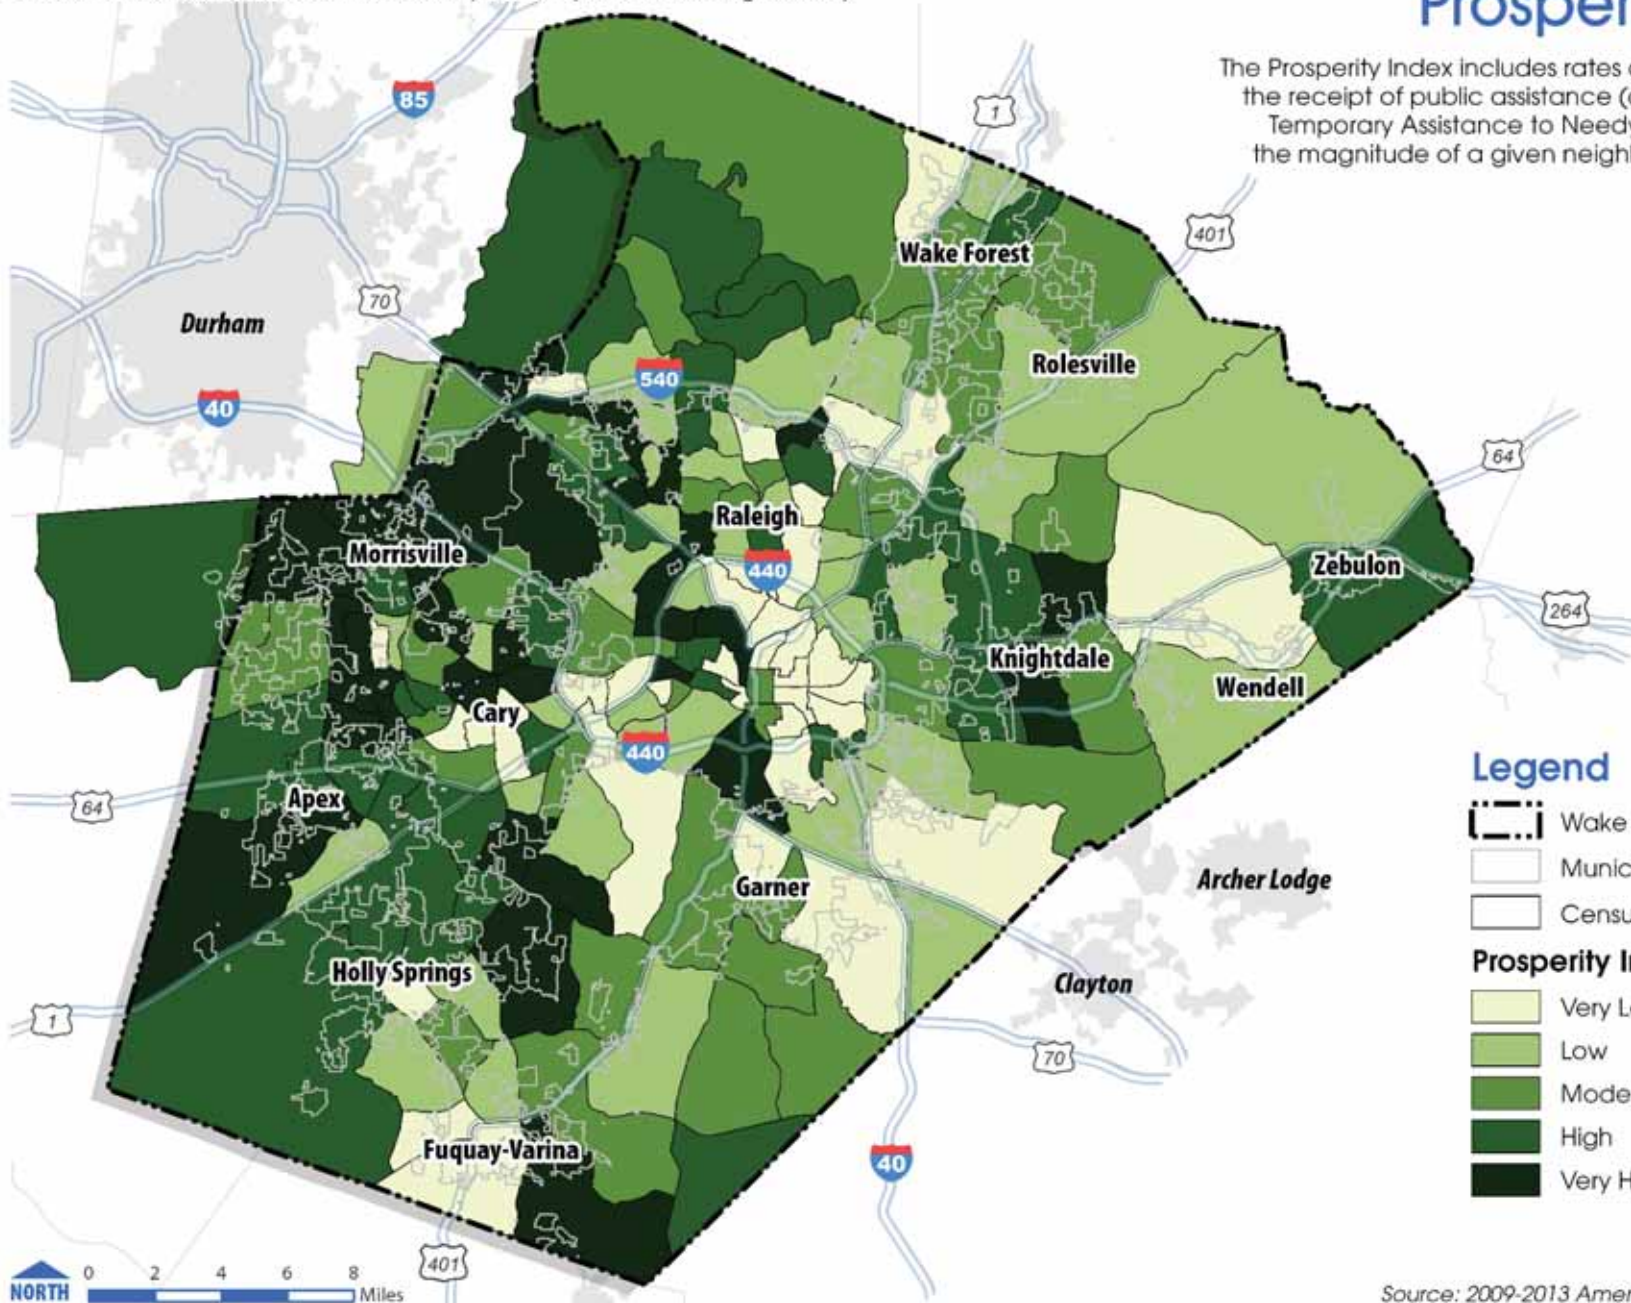 Prosper
The Prosperity Index includes rates
the receipt of public assistance (
Temporary Assistance to Needy
the magnitude of a given neigh
85
1
401
70
Durham
Wake Forest
Rolesville
40
540
64
Raleigh
Morrisville
440
Zebulon
264
Knightdale
Wendell
Cary
440
64
Apex
Garner
Archer Lodge
Holly Springs
Clayton
1
70
Fuquay-Varina
40
401
Legend
Wake
Munic
Censu
Prosperity I
Very L
Low
Mode
High
Very H
NORTH
0 2 4 6 8
Miles
Source: 2009-2013 Amer